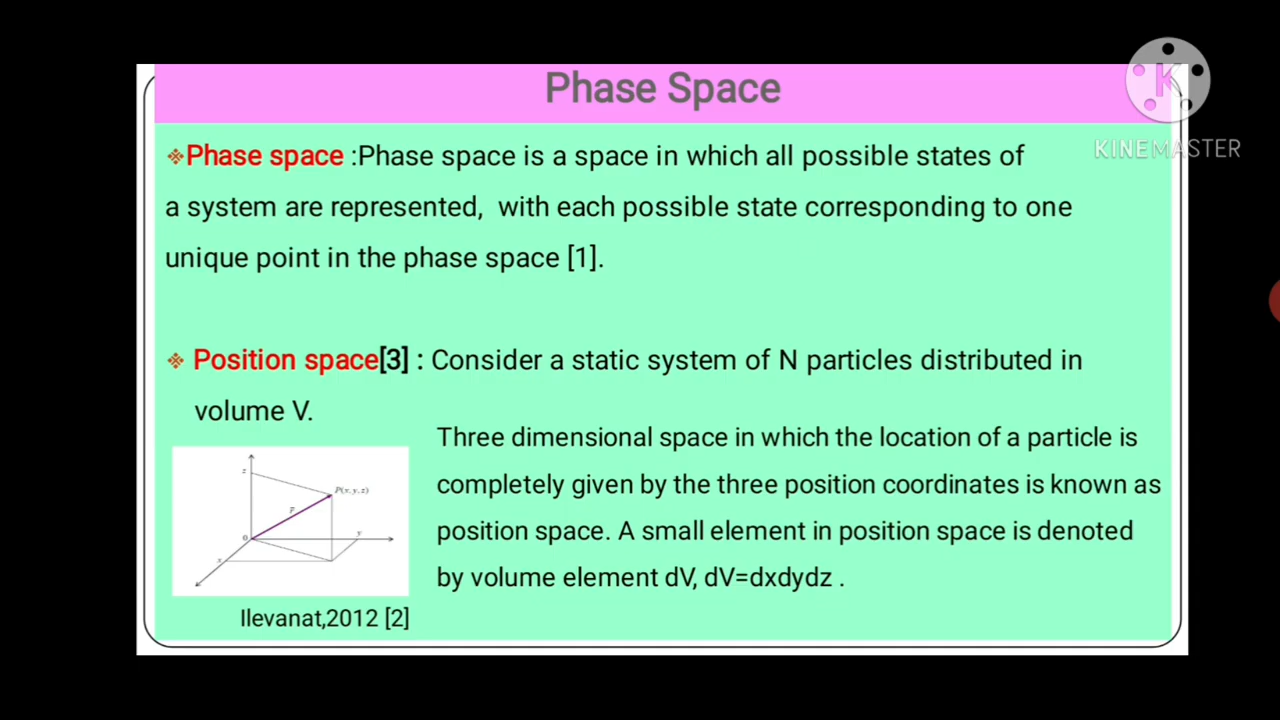 Phase Space
KINEMASTER
❖Phase space :Phase space is a space in which all possible states of
a system are represented, with each possible state corresponding to one
unique point in the phase space [1].
❖ Position space[3] : Consider a static system of N particles distributed in
volume V.
Three dimensional space in which the location of a particle is
completely given by the three position coordinates is known as
position space. A small element in position space is denoted
by volume element dV, dV=dxdydz .
z
P(x, y, z)
r
0
y
x
Ilevanat,2012 [2]